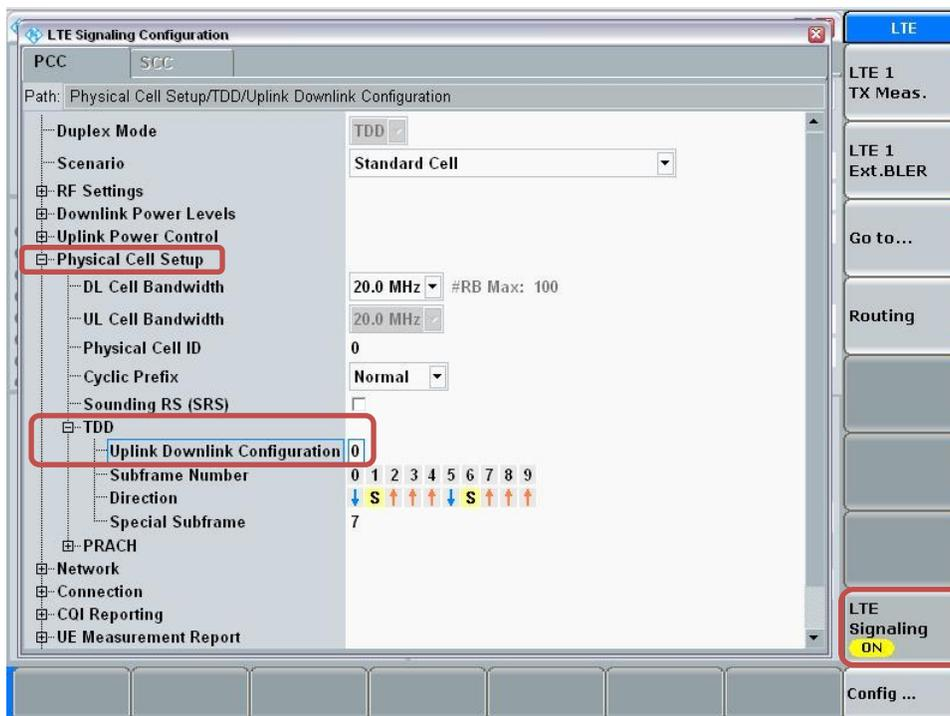 LTE Signaling Configuration
PCC SCC
Path: Physical Cell Setup/TDD/Uplink Downlink Configuration
Duplex Mode TDD
Scenario Standard Cell
RF Settings
Downlink Power Levels
Uplink Power Control
Physical Cell Setup
DL Cell Bandwidth 20.0 MHz #RB Max: 100
UL Cell Bandwidth 20.0 MHz
Physical Cell ID 0
Cyclic Prefix Normal
Sounding RS (SRS)
TDD
Uplink Downlink Configuration 0
Subframe Number 0 1 2 3 4 5 6 7 8 9
Direction ↓ S ↑ ↑ ↑ ↓ S ↑ ↑ ↑
Special Subframe 7
PRACH
Network
Connection
CQI Reporting
UE Measurement Report
LTE
LTE 1
TX Meas.
LTE 1
Ext.BLER
Go to...
Routing
LTE
Signaling
ON
Config ...